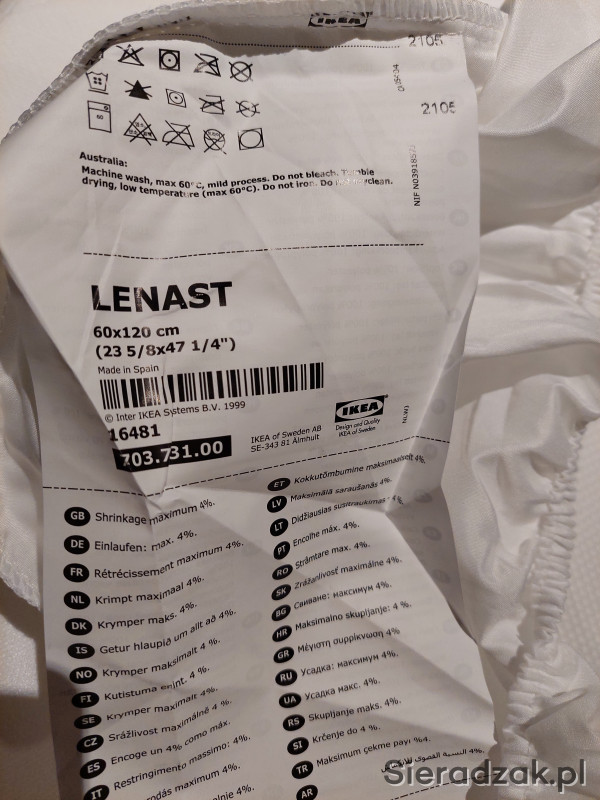 IKEA
2105
2105
60
Australia:
Machine wash, max 60°C, mild process. Do not bleach. Tumble
drying, low temperature (max 60°C). Do not iron. Do
LENAST
60x120 cm
(23 5/8x47 1/4")
Made in Spain
© Inter IKEA Systems B.V. 1999
16481
703.731.00
IKEA of Sweden AB
SE-343 81 Älmhult
IKEA
Design and Quality
IKEA of Sweden
GB Shrinkage maximum 4%.
DE Einlaufen: max. 4%.
FR Rétrécissement maximum 4%.
NL Krimpt maximaal 4%.
DK Krymper maks. 4%.
IS Getur hlaupið um allt að 4%.
NO Krymper maksimalt 4 %.
FI Kutistuma 4 %.
SE Krymper maximalt 4%.
CZ Srážlivost maximálně 4 %.
ES Encoge un 4% como máx.
IT Restringimento massimo: 4%.
maximum 4%.
4%.
ET Kokkutõmbumine maksimaalselt 4%.
LV Maksimālā saraušanās 4%.
LT Didžiausias susitraukimas 4%.
PT Encolhe máx. 4%.
RO Strâmtare max. 4%.
SK Zrážanlivosť maximálne 4%.
BG Свиване: максимум 4%.
HR Maksimalno skupljanje: 4 %.
GR Μέγιστη συρρίκνωση 4%
RU Усадка: максимум 4%.
UA Усадка макс. 4%.
RS Skupljanje maks. 4%.
SI Krčenje do 4 %.
TR Maksimum çekme payı %4.
AR
Sieradzak.pl